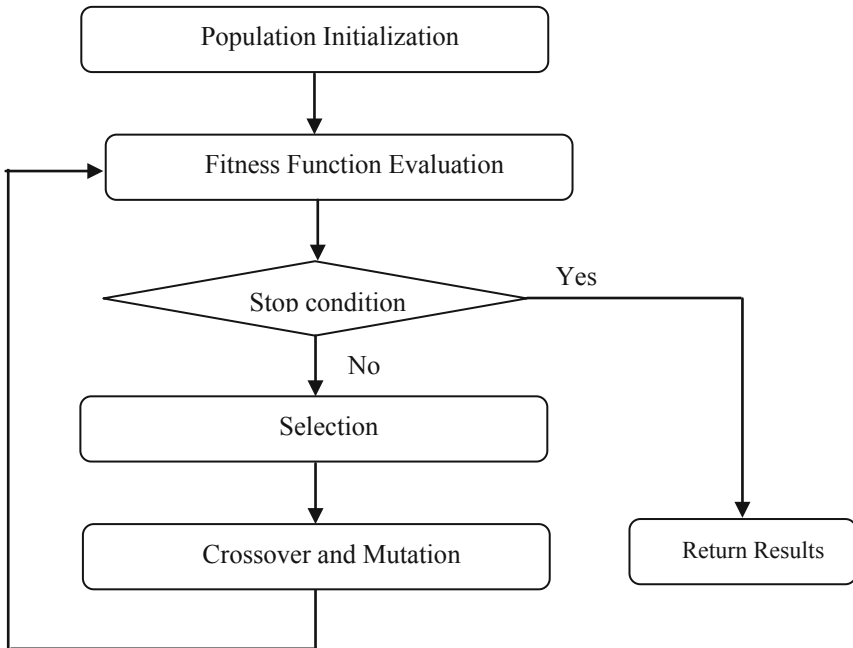 Population Initialization
Fitness Function Evaluation
Yes
Stop condition
No
Selection
Crossover and Mutation
Return Results